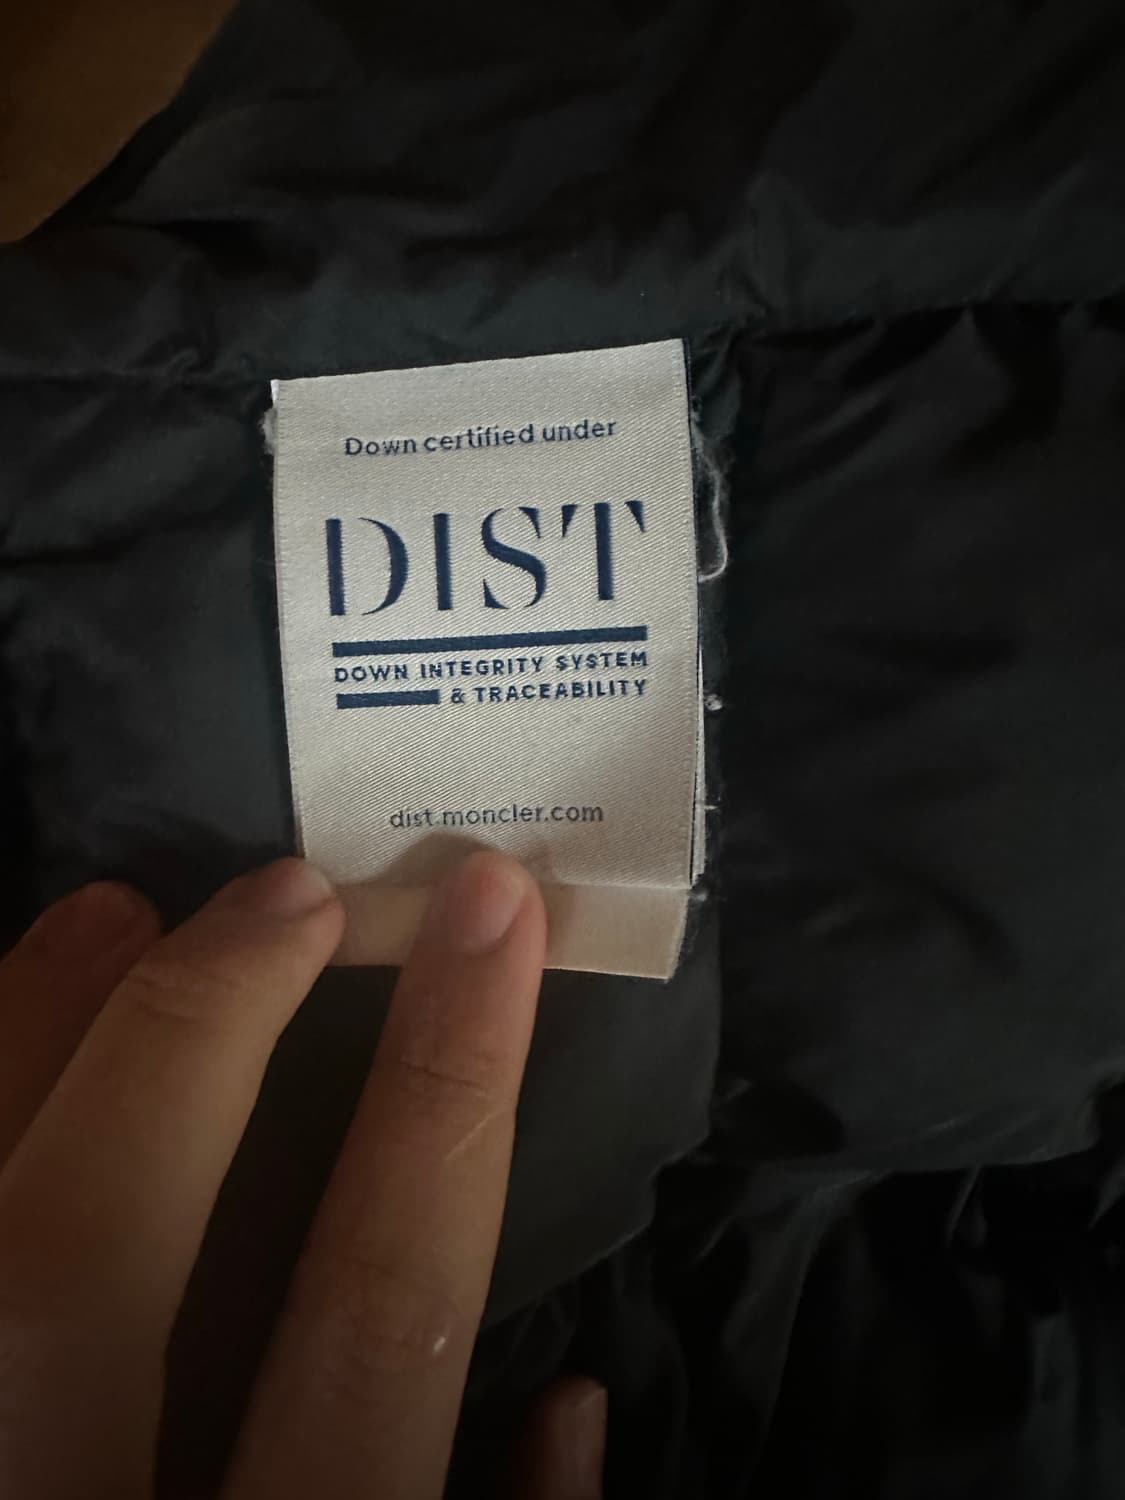 Down certified under
DIST
DOWN INTEGRITY SYSTEM
& TRACEABILITY
dist.moncler.com